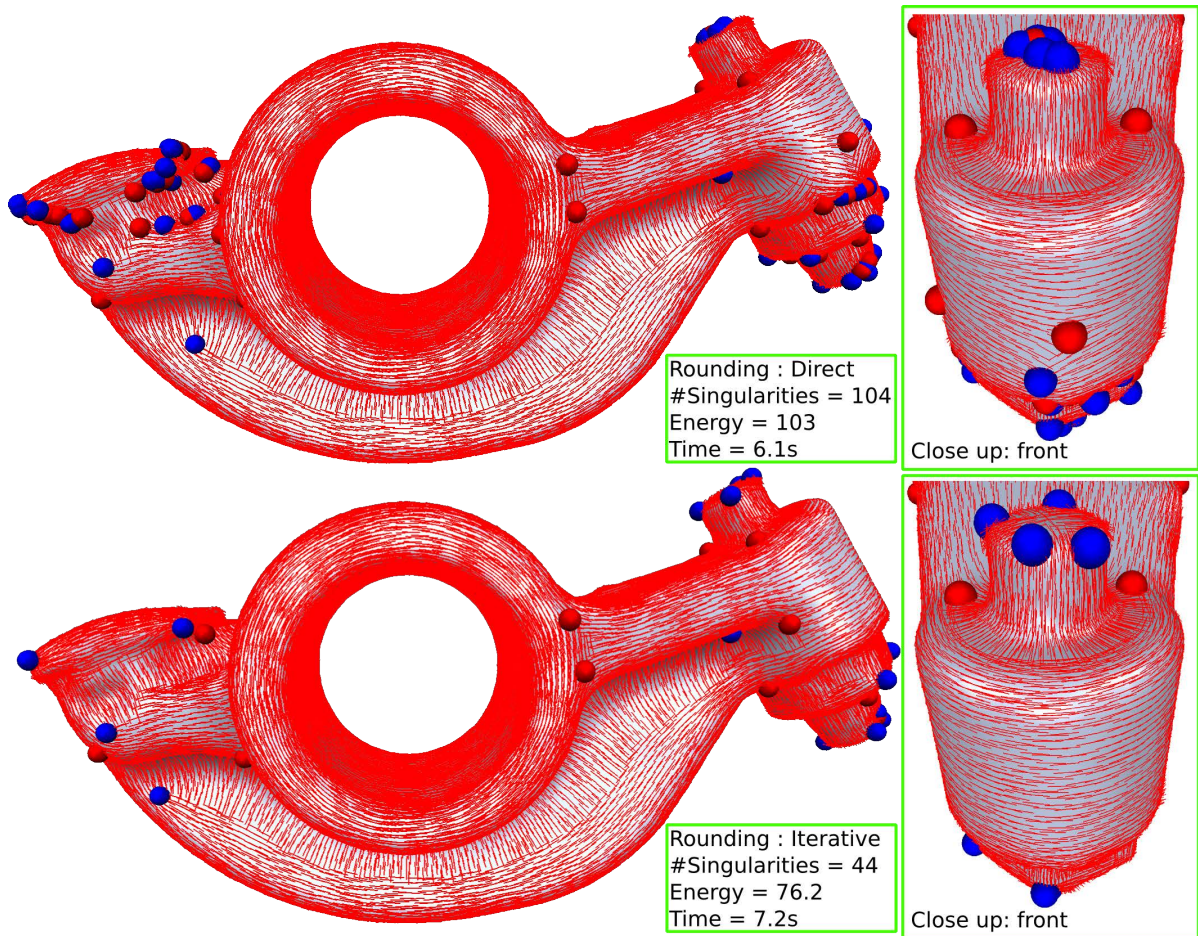 Rounding : Direct
#Singularities = 104
Energy = 103
Time = 6.1s
Close up: front
Rounding : Iterative
#Singularities = 44
Energy = 76.2
Time = 7.2s
Close up: front